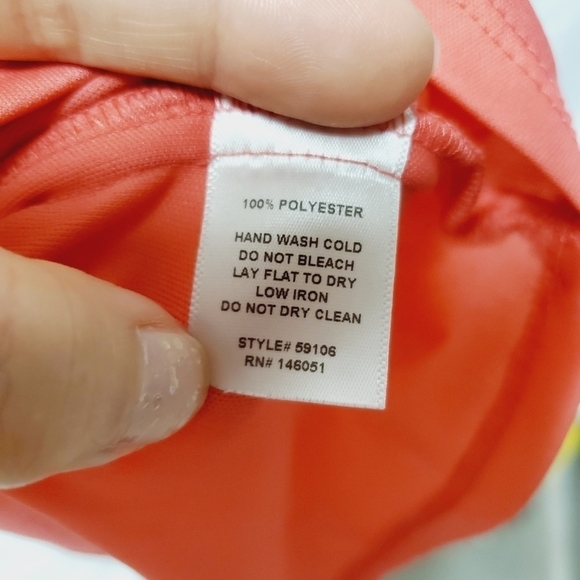 100% POLYESTER
HAND WASH COLD
DO NOT BLEACH
LAY FLAT TO DRY
LOW IRON
DO NOT DRY CLEAN
STYLE# 59106
RN# 146051